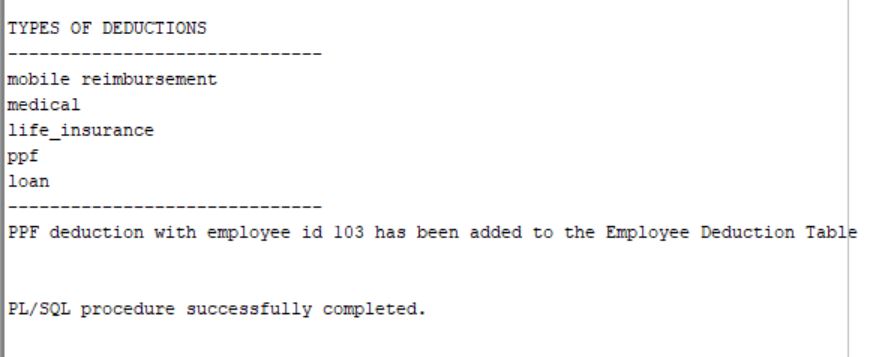 TYPES OF DEDUCTIONS
------------------------------
mobile reimbursement
medical
life_insurance
ppf
loan
------------------------------
PPF deduction with employee id 103 has been added to the Employee Deduction Table
PL/SQL procedure successfully completed.